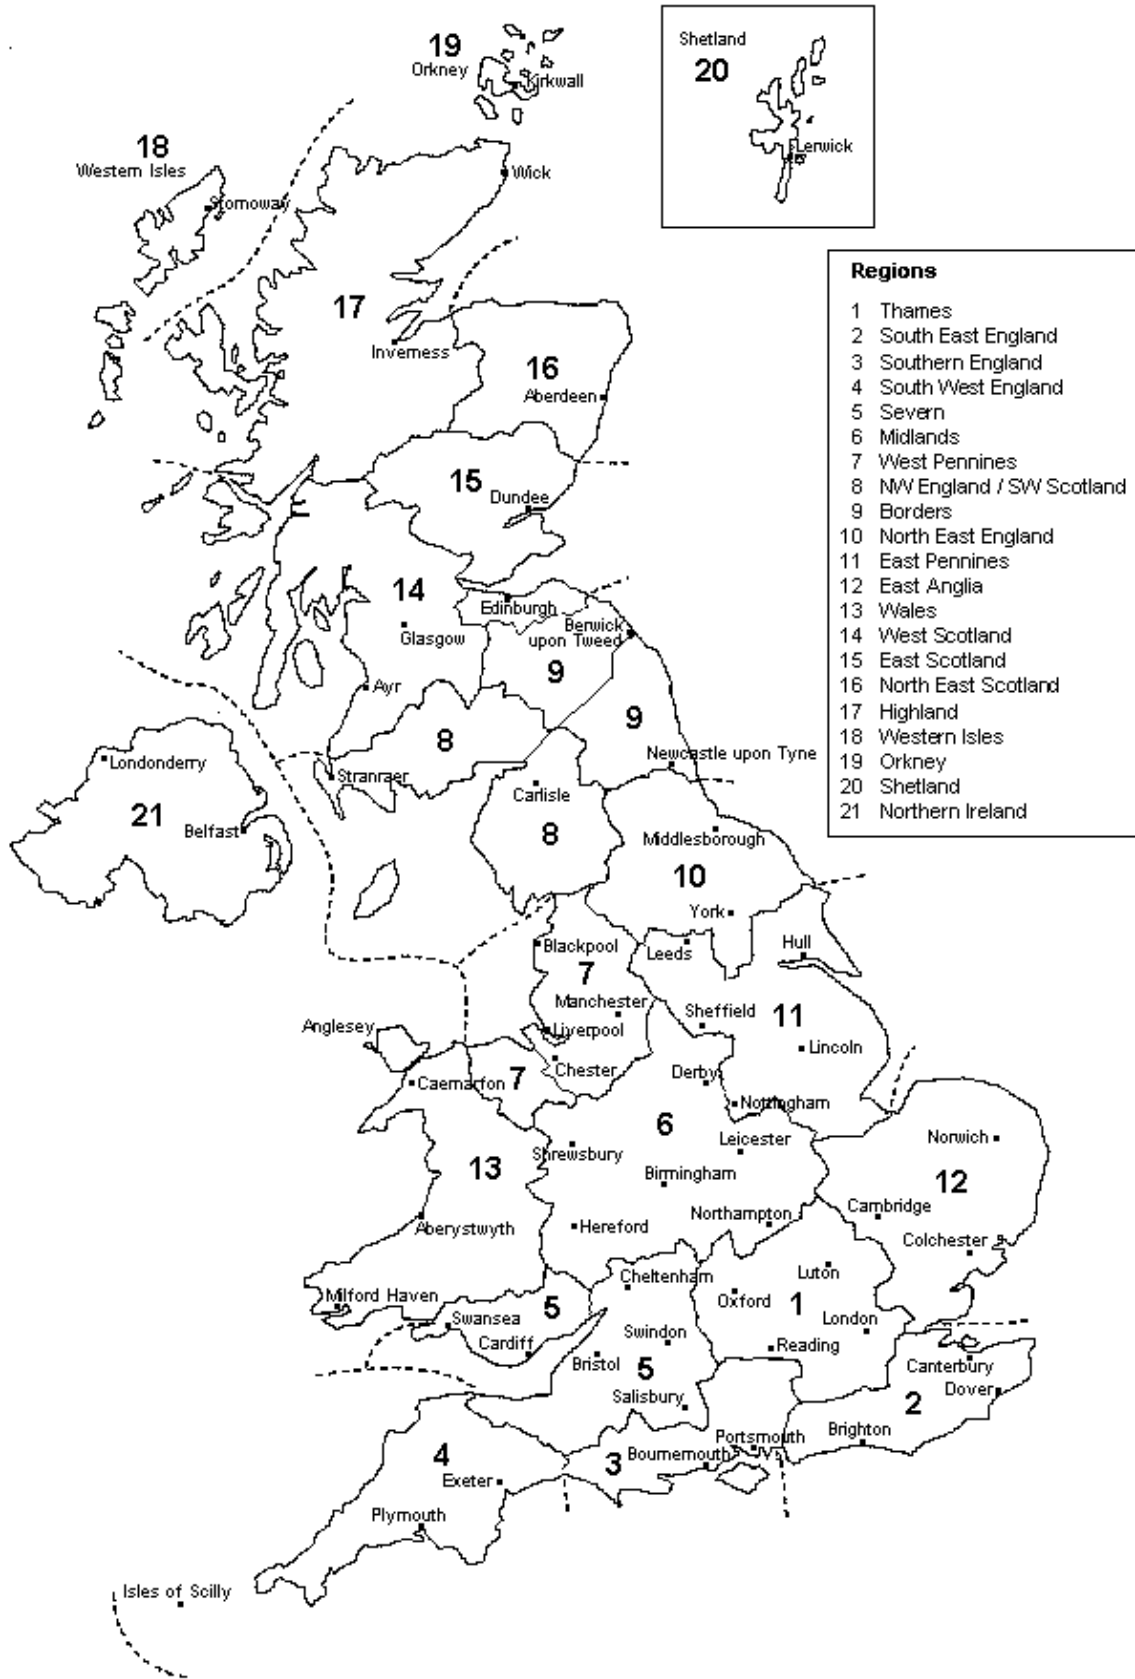 19
Orkney
Kirkwall
Shetland
20
Lerwick
18
Western Isles
Stornoway
Wick
Regions
1 Thames
2 South East England
3 Southern England
4 South West England
5 Severn
6 Midlands
7 West Pennines
8 NW England / SW Scotland
9 Borders
10 North East England
11 East Pennines
12 East Anglia
13 Wales
14 West Scotland
15 East Scotland
16 North East Scotland
17 Highland
18 Western Isles
19 Orkney
20 Shetland
21 Northern Ireland
17
Inverness
16
Aberdeen
15
Dundee
14
Glasgow
Edinburgh
Berwick
upon Tweed
9
Ayr
9
8
Newcastle upon Tyne
Stranraer
Londonderry
21
Belfast
Carlisle
8
Middlesborough
10
York
Leeds
Hull
Blackpool
7
Manchester
Liverpool
Chester
Sheffield
11
Lincoln
Anglesey
Caernarfon
7
Derby
Nottingham
6
Leicester
Shrewsbury
Birmingham
Norwich
12
Cambridge
Colchester
13
Aberystwyth
Hereford
Northampton
Milford Haven
Swansea
5
Cardiff
Cheltenham
Swindon
Bristol
5
Salisbury
Luton
Oxford
1
London
Reading
Canterbury
Dover
2
Brighton
Portsmouth
Bournemouth
3
4
Exeter
Plymouth
Isles of Scilly